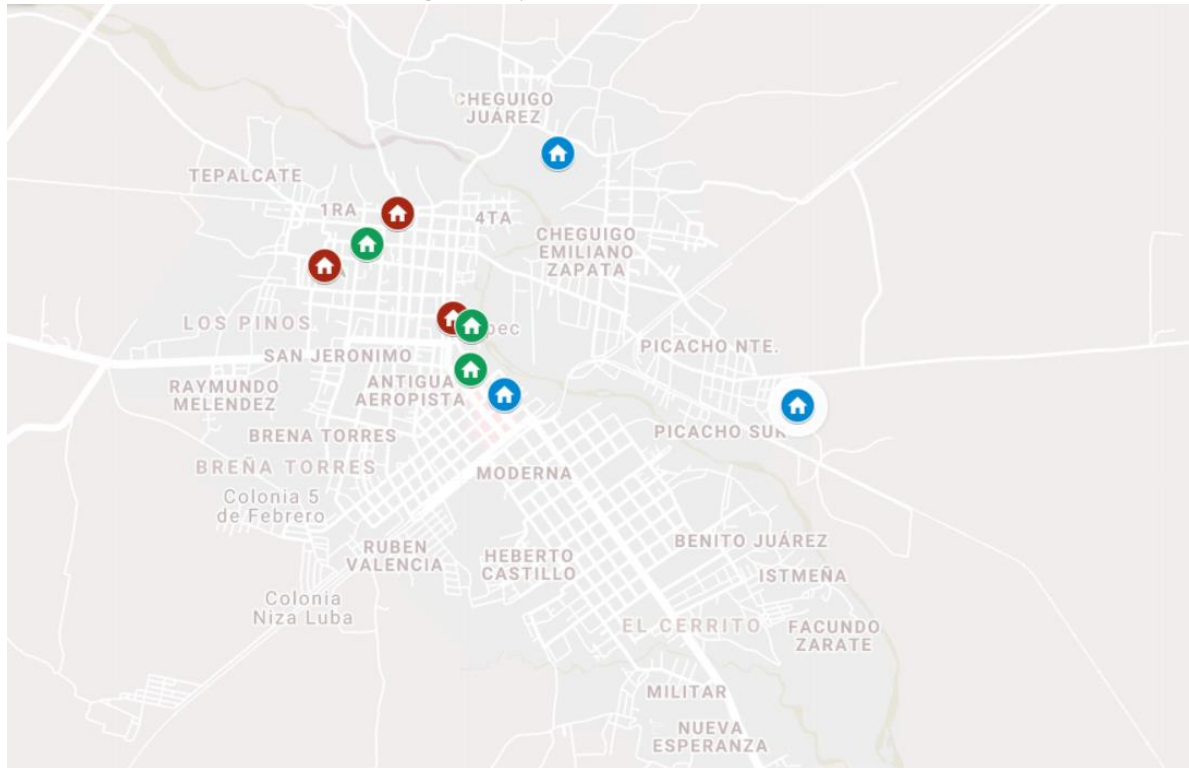 CHEGUIGO
JUÁREZ
TEPALCATE
1RA
4TA
CHEGUIGO
EMILIANO
ZAPATA
LOS PINOS
pec
SAN JERONIMO
PICACHO NTE.
RAYMUNDO
MELENDEZ
ANTIGUA
AEROPISTA
BRENA TORRES
PICACHO SUR
BREÑA TORRES
MODERNA
Colonia 5
de Febrero
RUBEN
VALENCIA
HEBERTO
CASTILLO
BENITO JUÁREZ
ISTMEÑA
Colonia
Niza Luba
EL CERRITO
FACUNDO
ZARATE
MILITAR
NUEVA
ESPERANZA